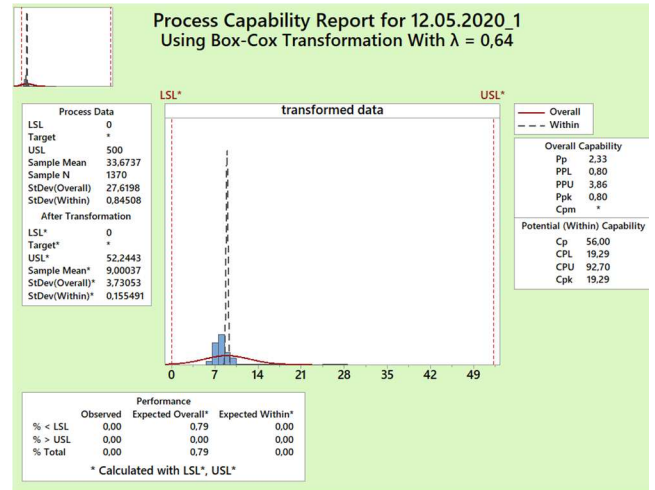 Process Capability Report for 12.05.2020_1
Using Box-Cox Transformation With λ = 0,64
LSL* USL*
transformed data
Process Data
LSL 0
Target *
USL 500
Sample Mean 33,6737
Sample N 1370
StDev(Overall) 27,6198
StDev(Within) 0,84508
After Transformation
LSL* 0
Target* *
USL* 52,2443
Sample Mean* 9,00037
StDev(Overall)* 3,73053
StDev(Within)* 0,155491
Overall
Within
Overall Capability
Pp 2,33
PPL 0,80
PPU 3,86
Ppk 0,80
Cpm *
Potential (Within) Capability
Cp 56,00
CPL 19,29
CPU 92,70
Cpk 19,29
0 7 14 21 28 35 42 49
Performance
Observed Expected Overall* Expected Within*
% < LSL 0,00 0,79 0,00
% > USL 0,00 0,00 0,00
% Total 0,00 0,79 0,00
* Calculated with LSL*, USL*